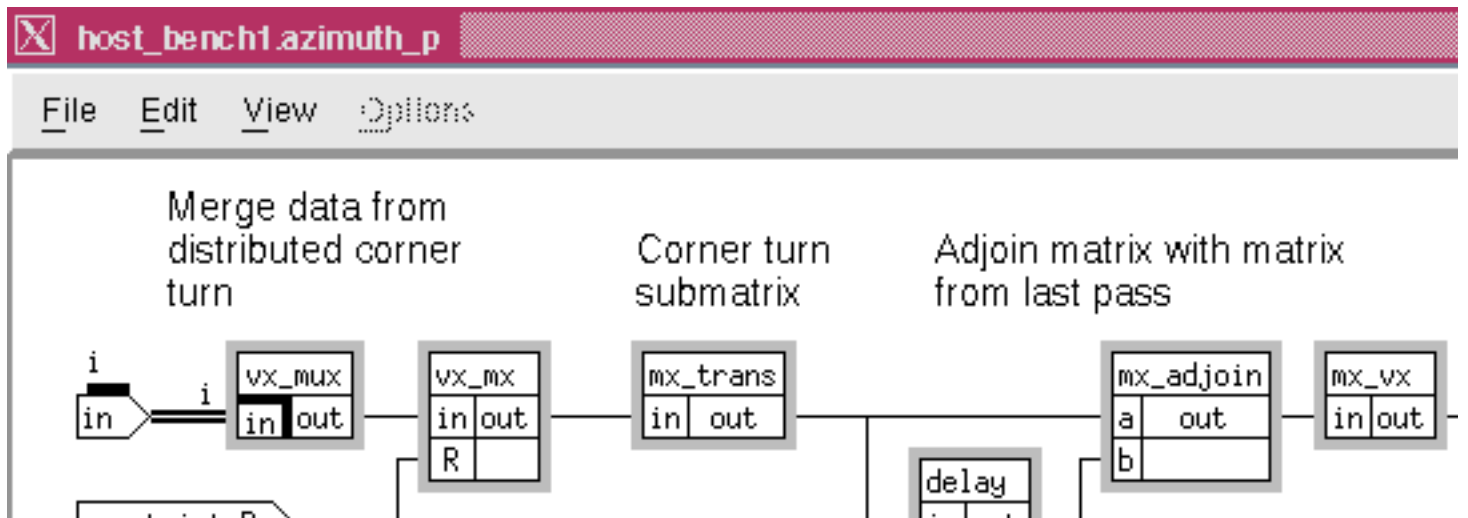 host_bench1.azimuth_p
File Edit View Options
Merge data from
distributed corner
turn
Corner turn
submatrix
Adjoin matrix with matrix
from last pass
i
in
i
vx_mux
in out
vx_mx
in out
R
mx_trans
in out
mx_adjoin
a out
b
mx_vx
in out
delay